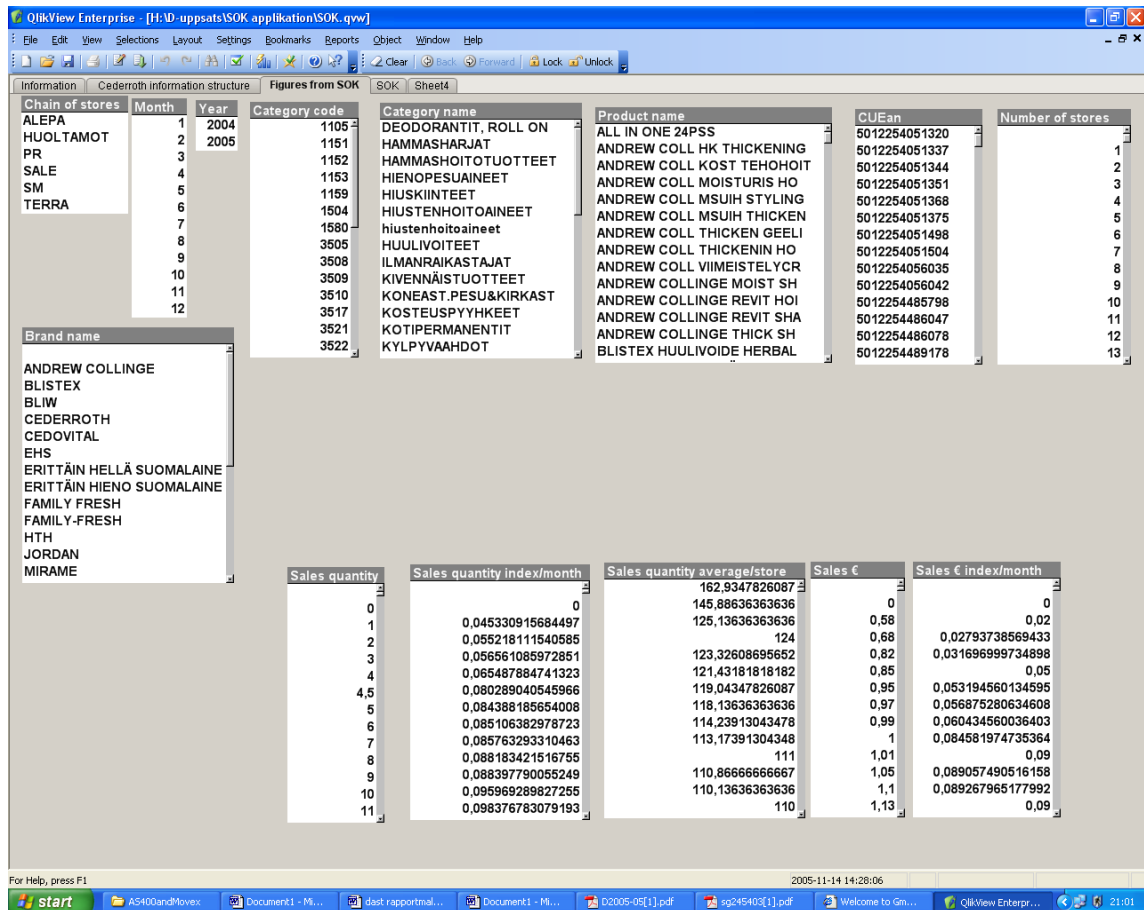 QlikView Enterprise - [H:\D-uppsats\SOK applikation\SOK.qvw]
File Edit View Selections Layout Settings Bookmarks Reports Object Window Help
Clear Back Forward Lock Unlock
Information Cederroth information structure Figures from SOK SOK Sheet4
Chain of stores
ALEPA
HUOLTAMOT
PR
SALE
SM
TERRA
Month
1
2
3
4
5
6
7
8
9
10
11
12
Year
2004
2005
Category code
1105
1151
1152
1153
1159
1504
1580
3505
3508
3509
3510
3517
3521
3522
Category name
DEODORANTIT, ROLL ON
HAMMASHARJAT
HAMMASHOITOTUOTTEET
HIENOPESUAINEET
HIUSKIINTEET
HIUSTENHOITOAINEET
hiustenhoitoaineet
HUULIVOITEET
ILMANRAIKASTAJAT
KIVENNÄISTUOTTEET
KONEAST.PESU&KIRKAST
KOSTEUSPYYHKEET
KOTIPERMANENTIT
KYLPYVAAHDOT
Product name
ALL IN ONE 24PSS
ANDREW COLL HK THICKENING
ANDREW COLL KOST TEHOHOIT
ANDREW COLL MOISTURIS HO
ANDREW COLL MSUIH STYLING
ANDREW COLL MSUIH THICKEN
ANDREW COLL THICKEN GEELI
ANDREW COLL THICKENIN HO
ANDREW COLL VIIMEISTELYCR
ANDREW COLLINGE MOIST SH
ANDREW COLLINGE REVIT HOI
ANDREW COLLINGE REVIT SHA
ANDREW COLLINGE THICK SH
BLISTEX HUULIVOIDE HERBAL
CUEan
5012254051320
5012254051337
5012254051344
5012254051351
5012254051368
5012254051375
5012254051498
5012254051504
5012254056035
5012254056042
5012254485798
5012254486047
5012254486078
5012254489178
Number of stores
1
2
3
4
5
6
7
8
9
10
11
12
13
Brand name
ANDREW COLLINGE
BLISTEX
BLIW
CEDERROTH
CEDOVITAL
EHS
ERITTÄIN HELLÄ SUOMALAINE
ERITTÄIN HIENO SUOMALAINE
FAMILY FRESH
FAMILY-FRESH
HTH
JORDAN
MIRAME
Sales quantity
0
1
2
3
4
4,5
5
6
7
8
9
10
11
Sales quantity index/month
0
0,045330915684497
0,055218111540585
0,056561085972851
0,065487884741323
0,080289040545966
0,084388185654008
0,085106382978723
0,085763293310463
0,088183421516755
0,088397790055249
0,095969289827255
0,098376783079193
Sales quantity average/store
162,9347826087
145,88636363636
125,13636363636
124
123,32608695652
121,43181818182
119,04347826087
118,13636363636
114,23913043478
113,17391304348
111
110,86666666667
110,13636363636
110
Sales €
0
0,58
0,68
0,82
0,85
0,95
0,97
0,99
1
1,01
1,05
1,1
1,13
Sales € index/month
0
0,02
0,02793738569433
0,031696999734898
0,05
0,053194560134595
0,056875280634608
0,060434560036403
0,084581974735364
0,09
0,089057490516158
0,089267965177992
0,09
For Help, press F1
2005-11-14 14:28:06
start AS400andMovex Document1 - Mi... dast rapportmal... Document1 - Mi... D2005-05[1].pdf sg245403[1].pdf Welcome to Gm... QlikView Enterpr... 21:01